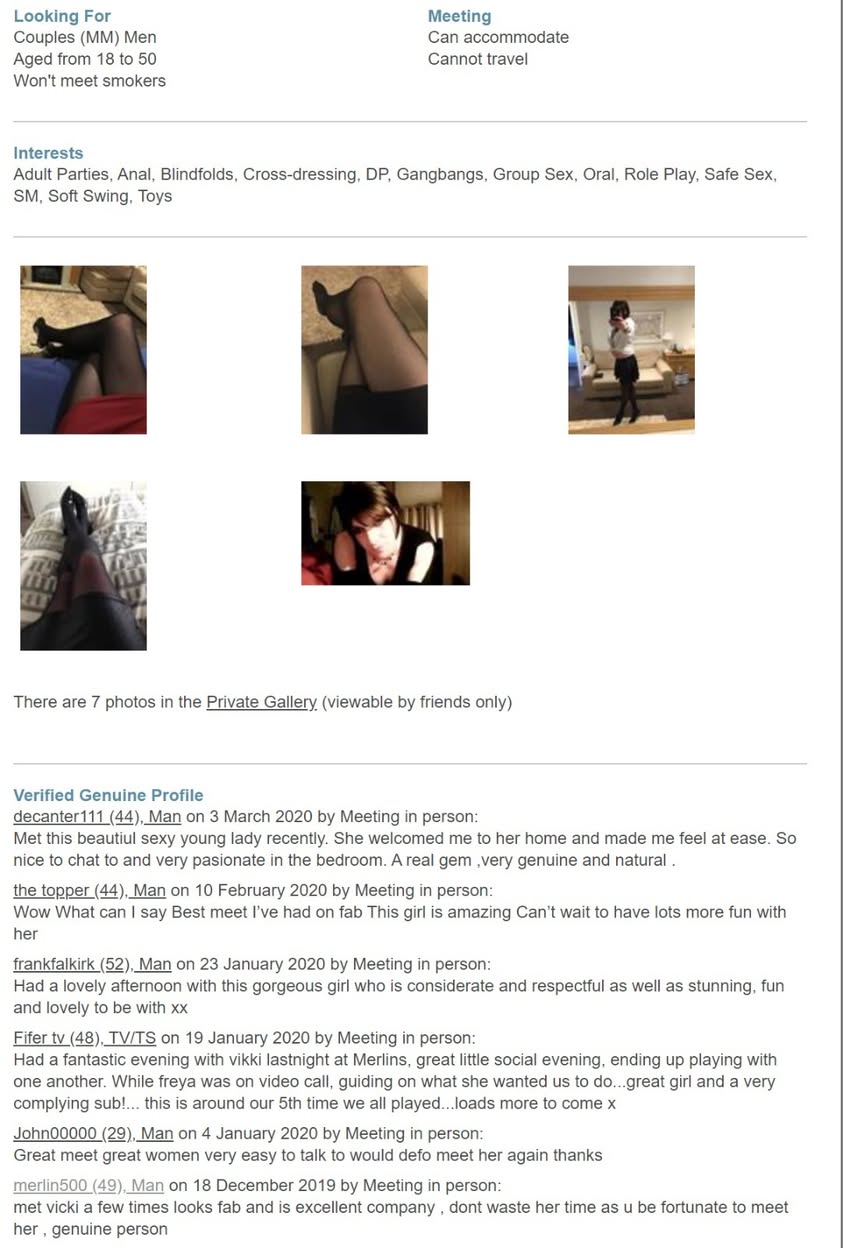 Looking For
Couples (MM) Men
Aged from 18 to 50
Won't meet smokers
Meeting
Can accommodate
Cannot travel
Interests
Adult Parties, Anal, Blindfolds, Cross-dressing, DP, Gangbangs, Group Sex, Oral, Role Play, Safe Sex,
SM, Soft Swing, Toys
There are 7 photos in the Private Gallery (viewable by friends only)
Verified Genuine Profile
decanter111 (44), Man on 3 March 2020 by Meeting in person:
Met this beautiul sexy young lady recently. She welcomed me to her home and made me feel at ease. So
nice to chat to and very pasionate in the bedroom. A real gem ,very genuine and natural .
the topper (44), Man on 10 February 2020 by Meeting in person:
Wow What can I say Best meet I've had on fab This girl is amazing Can't wait to have lots more fun with
her
frankfalkirk (52), Man on 23 January 2020 by Meeting in person:
Had a lovely afternoon with this gorgeous girl who is considerate and respectful as well as stunning, fun
and lovely to be with xx
Fifer tv (48), TV/TS on 19 January 2020 by Meeting in person:
Had a fantastic evening with vikki lastnight at Merlins, great little social evening, ending up playing with
one another. While freya was on video call, guiding on what she wanted us to do...great girl and a very
complying sub!... this is around our 5th time we all played...loads more to come x
John00000 (29), Man on 4 January 2020 by Meeting in person:
Great meet great women very easy to talk to would defo meet her again thanks
merlin500 (49), Man on 18 December 2019 by Meeting in person:
met vicki a few times looks fab and is excellent company , dont waste her time as u be fortunate to meet
her , genuine person